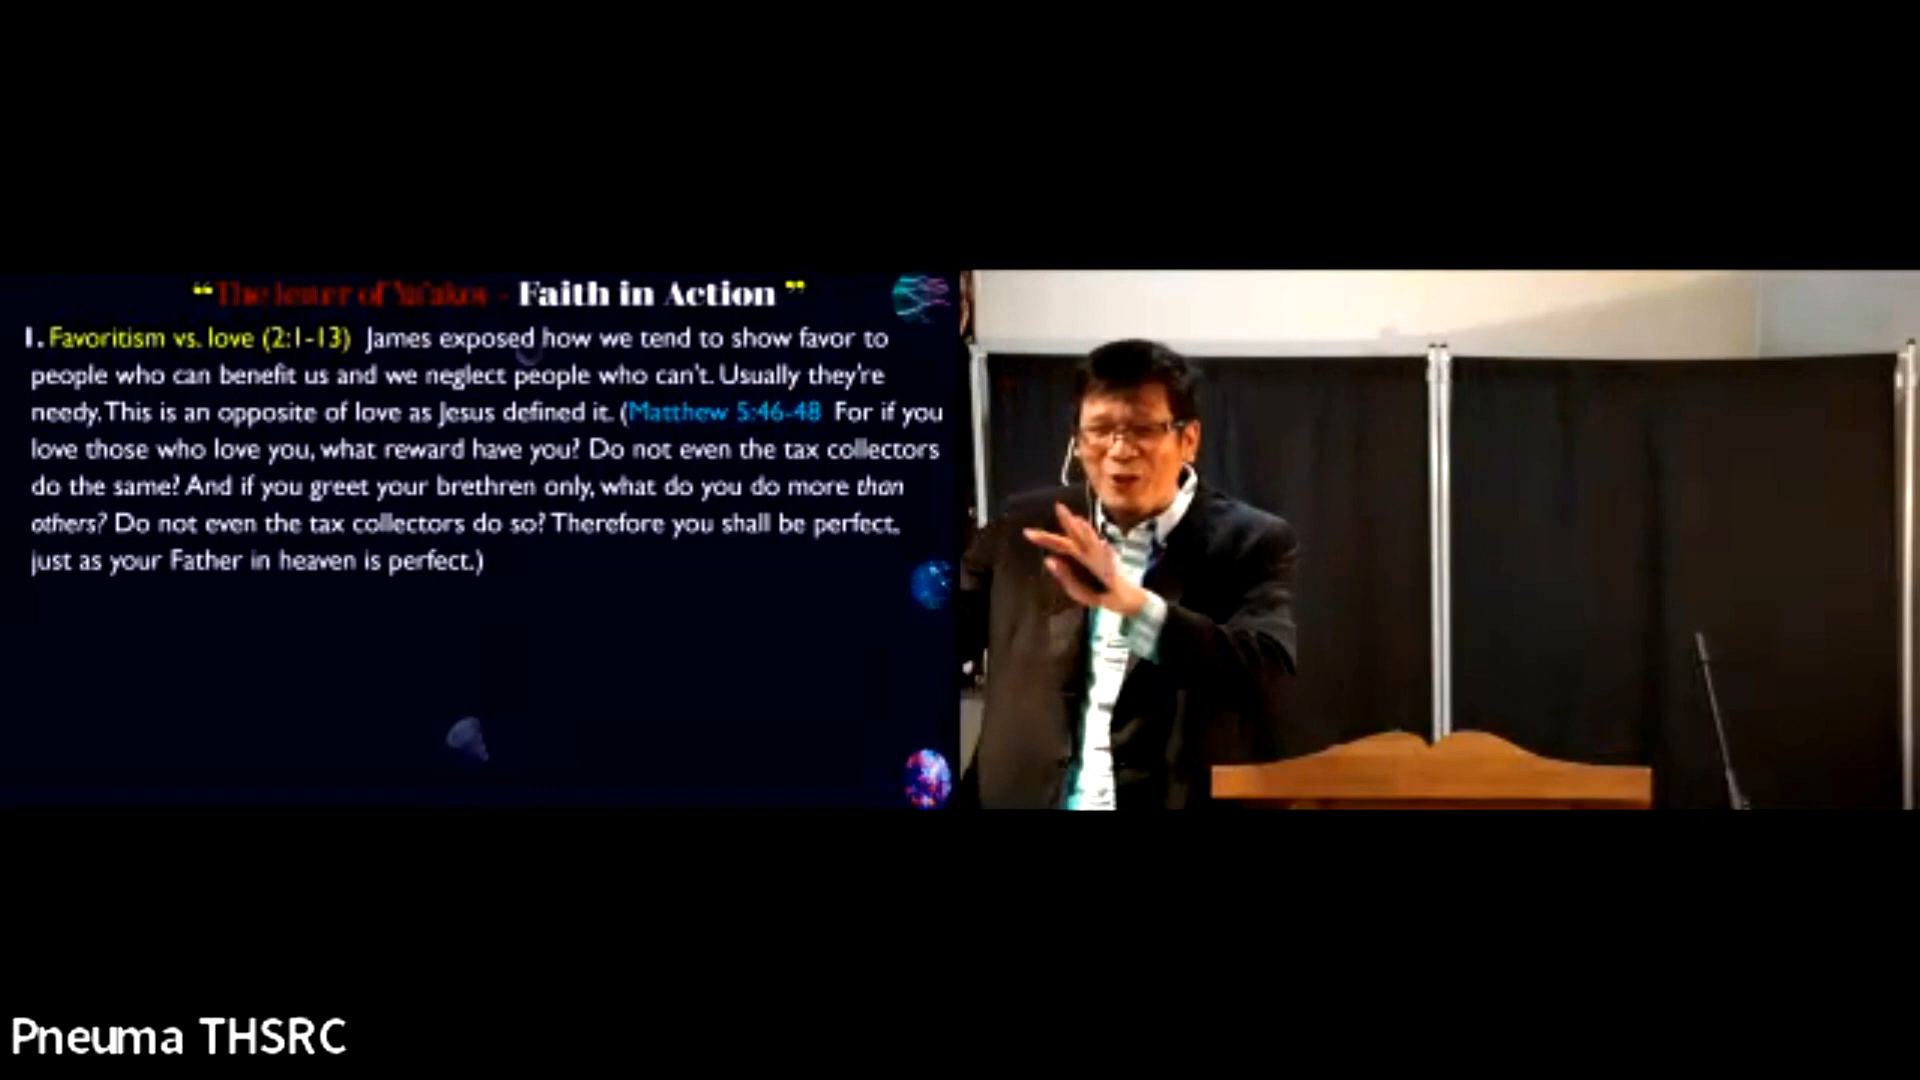 “The letter of Ya'akov - Faith in Action ”
1. Favoritism vs. love (2:1-13) James exposed how we tend to show favor to
people who can benefit us and we neglect people who can't. Usually they're
needy. This is an opposite of love as Jesus defined it. (Matthew 5:46-48 For if you
love those who love you, what reward have you? Do not even the tax collectors
do the same? And if you greet your brethren only, what do you do more than
others? Do not even the tax collectors do so? Therefore you shall be perfect,
just as your Father in heaven is perfect.)
Pneuma THSRC